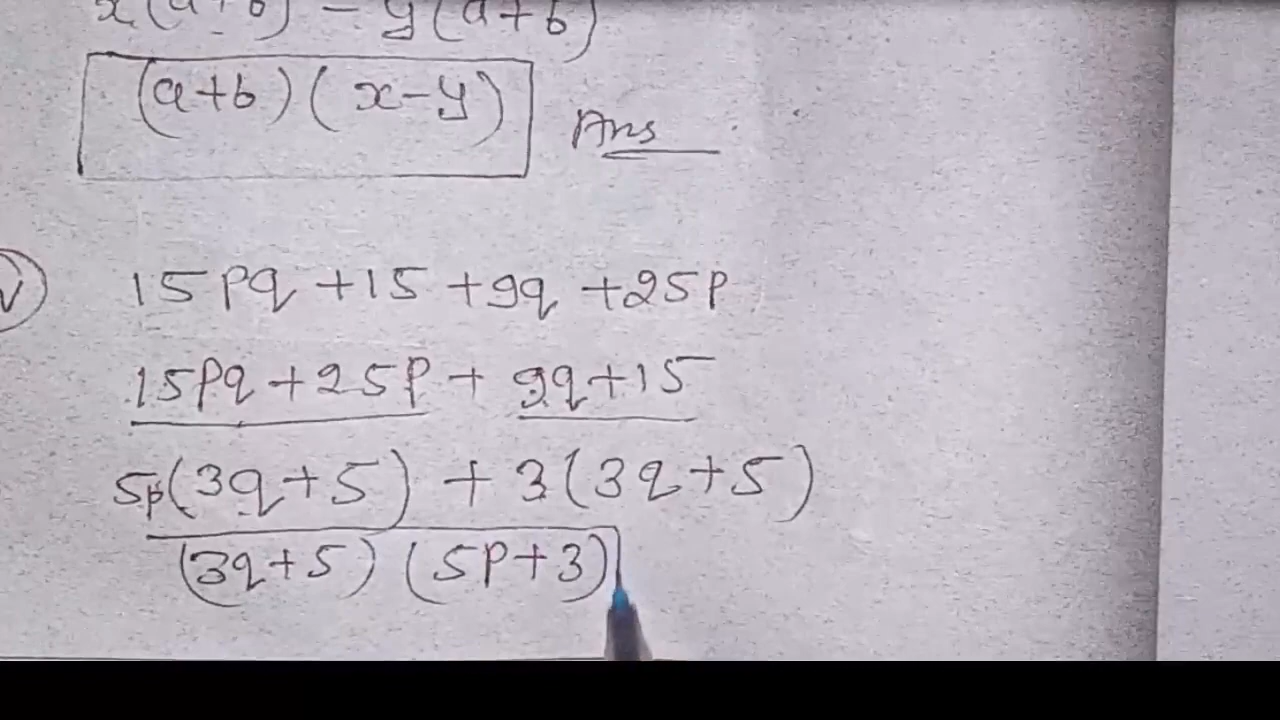 x(a+b) - y(a+b)
(a+b) (x-y) Ans
15pq +15 +9q +25p
15pq +25p + 9q+15
5p(3q+5) + 3(3q+5)
(3q+5) (5p+3)